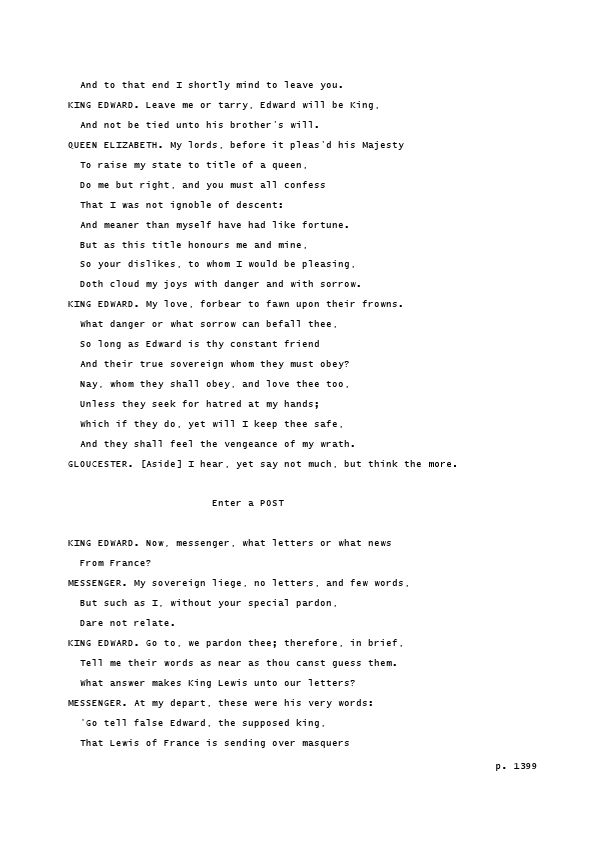 And to that end I shortly mind to leave you.
KING EDWARD. Leave me or tarry, Edward will be King,
And not be tied unto his brother's will.
QUEEN ELIZABETH. My lords, before it pleas'd his Majesty
To raise my state to title of a queen,
Do me but right, and you must all confess
That I was not ignoble of descent:
And meaner than myself have had like fortune.
But as this title honours me and mine,
So your dislikes, to whom I would be pleasing,
Doth cloud my joys with danger and with sorrow.
KING EDWARD. My love, forbear to fawn upon their frowns.
What danger or what sorrow can befall thee,
So long as Edward is thy constant friend
And their true sovereign whom they must obey?
Nay, whom they shall obey, and love thee too,
Unless they seek for hatred at my hands;
Which if they do, yet will I keep thee safe,
And they shall feel the vengeance of my wrath.
GLOUCESTER. [Aside] I hear, yet say not much, but think the more.
Enter a POST
KING EDWARD. Now, messenger, what letters or what news
From France?
MESSENGER. My sovereign liege, no letters, and few words,
But such as I, without your special pardon,
Dare not relate.
KING EDWARD. Go to, we pardon thee; therefore, in brief,
Tell me their words as near as thou canst guess them.
What answer makes King Lewis unto our letters?
MESSENGER. At my depart, these were his very words:
'Go tell false Edward, the supposed king,
That Lewis of France is sending over masquers
p. 1399